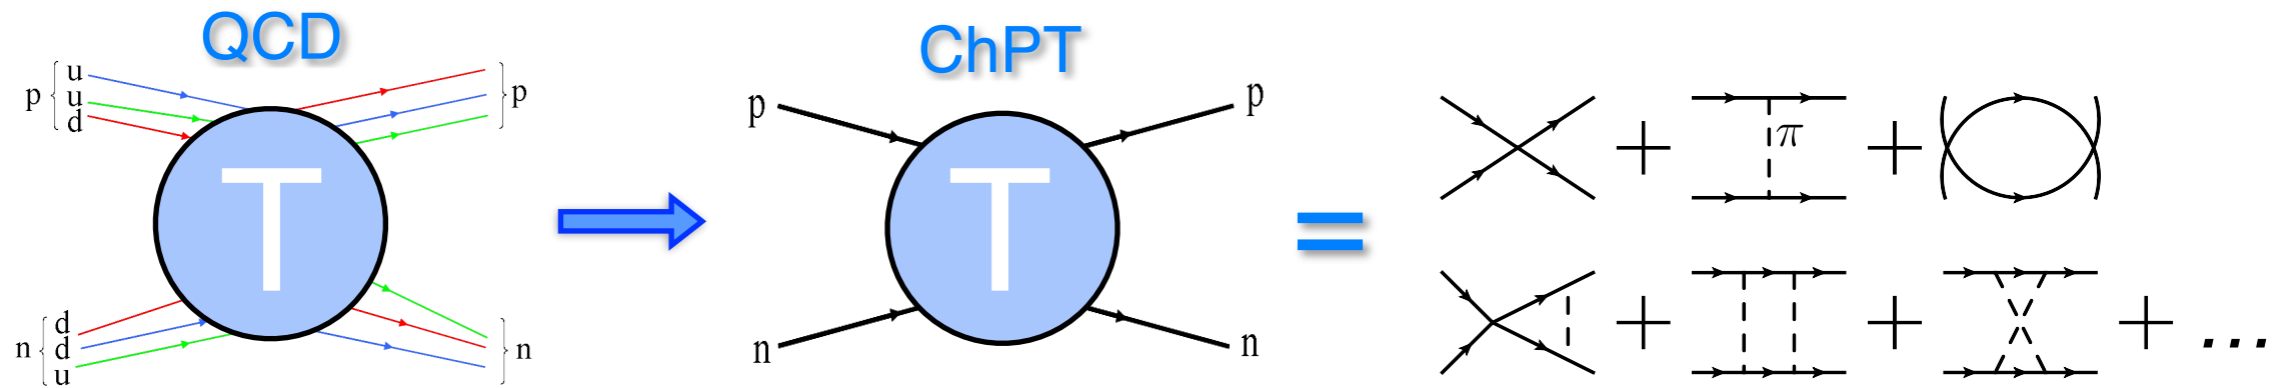 QCD
u
p { u } p
d
T
d
n { d } n
u
ChPT
p p
T
n n
=
+ π +
+ + + ...